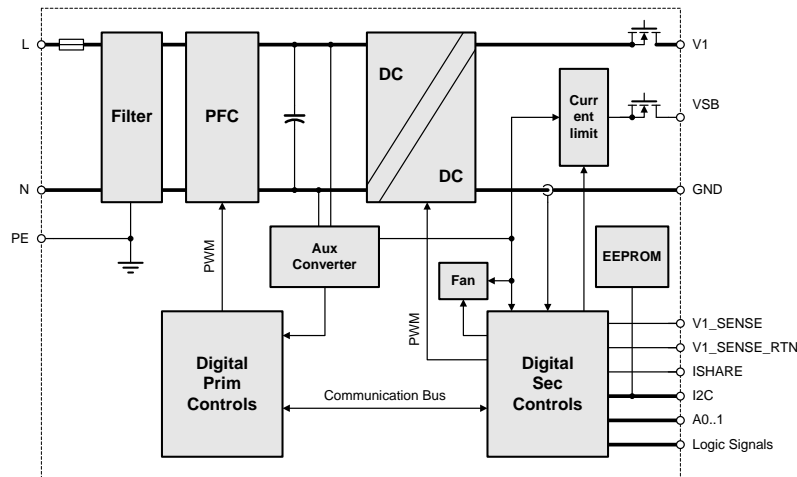 L
V1
DC
Curr
ent
limit
VSB
Filter
PFC
DC
N
GND
PE
PWM
Aux
Converter
EEPROM
Fan
PWM
V1_SENSE
V1_SENSE_RTN
Digital
Prim
Controls
Digital
Sec
Controls
ISHARE
Communication Bus
I2C
A0..1
Logic Signals